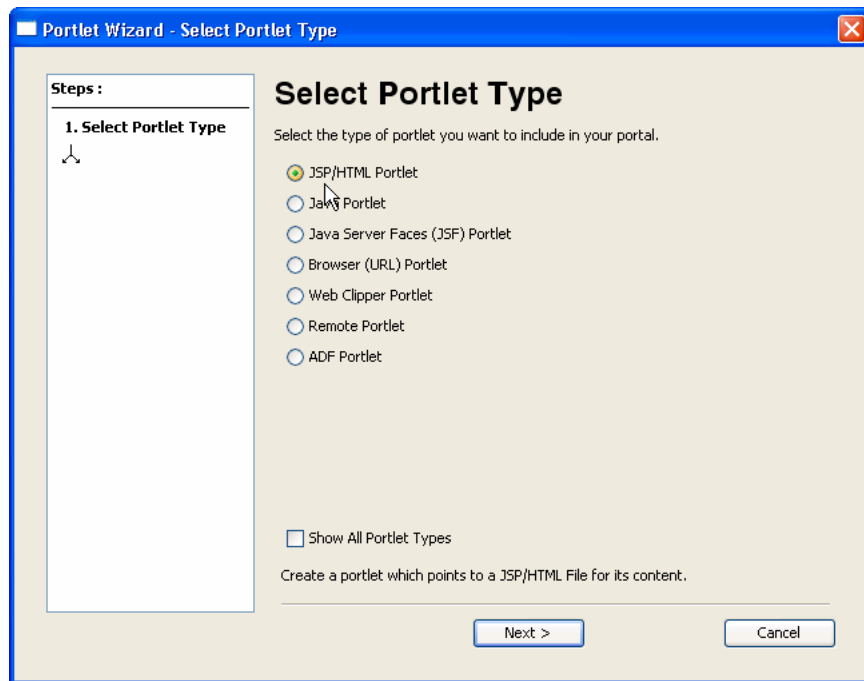 Portlet Wizard - Select Portlet Type
Steps :
1. Select Portlet Type
Select Portlet Type
Select the type of portlet you want to include in your portal.
JSP/HTML Portlet
Java Portlet
Java Server Faces (JSF) Portlet
Browser (URL) Portlet
Web Clipper Portlet
Remote Portlet
ADF Portlet
Show All Portlet Types
Create a portlet which points to a JSP/HTML File for its content.
Next >
Cancel